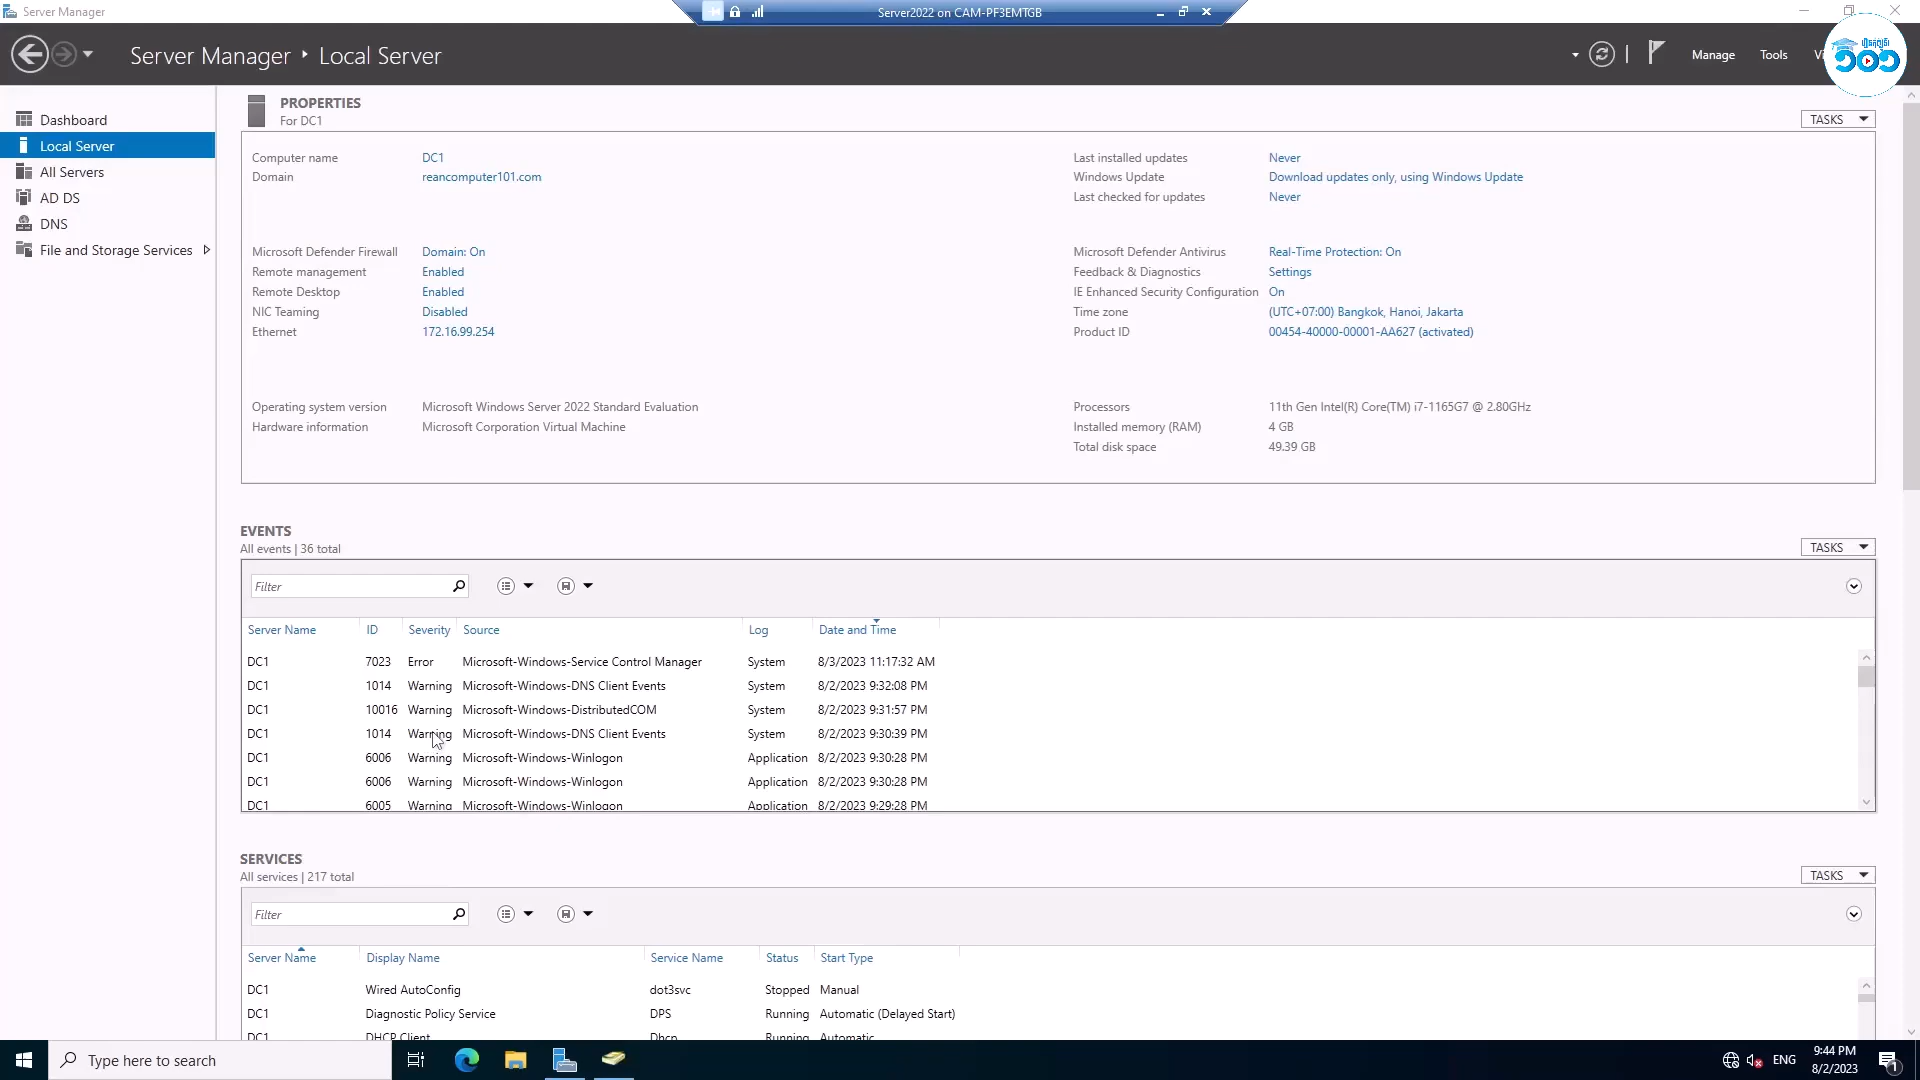 Server Manager
Server2022 on CAM-PF3EMTGB
Server Manager ‣ Local Server
Manage
Tools
១០១
Dashboard
Local Server
All Servers
AD DS
DNS
File and Storage Services
PROPERTIES
For DC1
TASKS
Computer name DC1
Domain reancomputer101.com
Last installed updates Never
Windows Update Download updates only, using Windows Update
Last checked for updates Never
Microsoft Defender Firewall Domain: On
Remote management Enabled
Remote Desktop Enabled
NIC Teaming Disabled
Ethernet 172.16.99.254
Microsoft Defender Antivirus Real-Time Protection: On
Feedback & Diagnostics Settings
IE Enhanced Security Configuration On
Time zone (UTC+07:00) Bangkok, Hanoi, Jakarta
Product ID 00454-40000-00001-AA627 (activated)
Operating system version Microsoft Windows Server 2022 Standard Evaluation
Hardware information Microsoft Corporation Virtual Machine
Processors 11th Gen Intel(R) Core(TM) i7-1165G7 @ 2.80GHz
Installed memory (RAM) 4 GB
Total disk space 49.39 GB
EVENTS
All events | 36 total
TASKS
Filter
Server Name ID Severity Source Log Date and Time
DC1 7023 Error Microsoft-Windows-Service Control Manager System 8/3/2023 11:17:32 AM
DC1 1014 Warning Microsoft-Windows-DNS Client Events System 8/2/2023 9:32:08 PM
DC1 10016 Warning Microsoft-Windows-DistributedCOM System 8/2/2023 9:31:57 PM
DC1 1014 Warning Microsoft-Windows-DNS Client Events System 8/2/2023 9:30:39 PM
DC1 6006 Warning Microsoft-Windows-Winlogon Application 8/2/2023 9:30:28 PM
DC1 6006 Warning Microsoft-Windows-Winlogon Application 8/2/2023 9:30:28 PM
DC1 6005 Warning Microsoft-Windows-Winlogon Application 8/2/2023 9:29:28 PM
SERVICES
All services | 217 total
TASKS
Filter
Server Name Display Name Service Name Status Start Type
DC1 Wired AutoConfig dot3svc Stopped Manual
DC1 Diagnostic Policy Service DPS Running Automatic (Delayed Start)
DC1 DHCP Client Dhcp Running Automatic
Type here to search
ENG
9:44 PM
8/2/2023
1